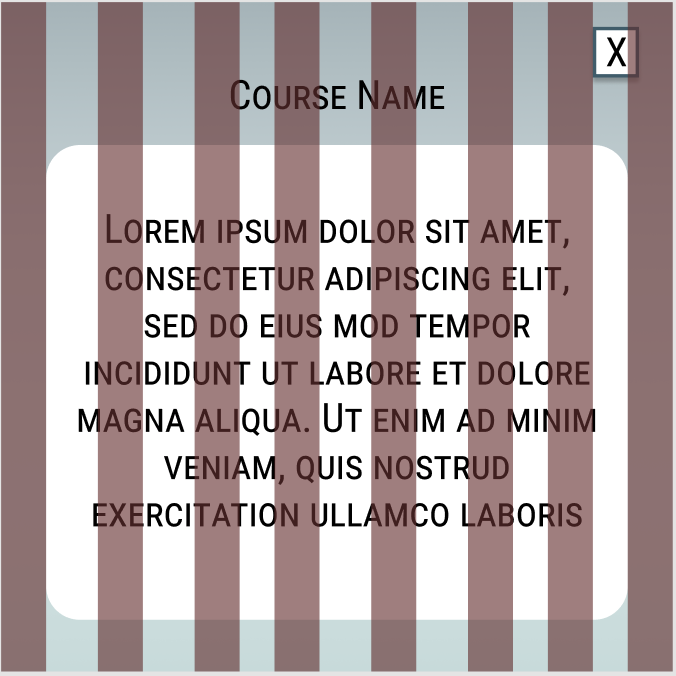 X
Course Name
Lorem ipsum dolor sit amet,
consectetur adipiscing elit,
sed do eius mod tempor
incididunt ut labore et dolore
magna aliqua. Ut enim ad minim
veniam, quis nostrud
exercitation ullamco laboris